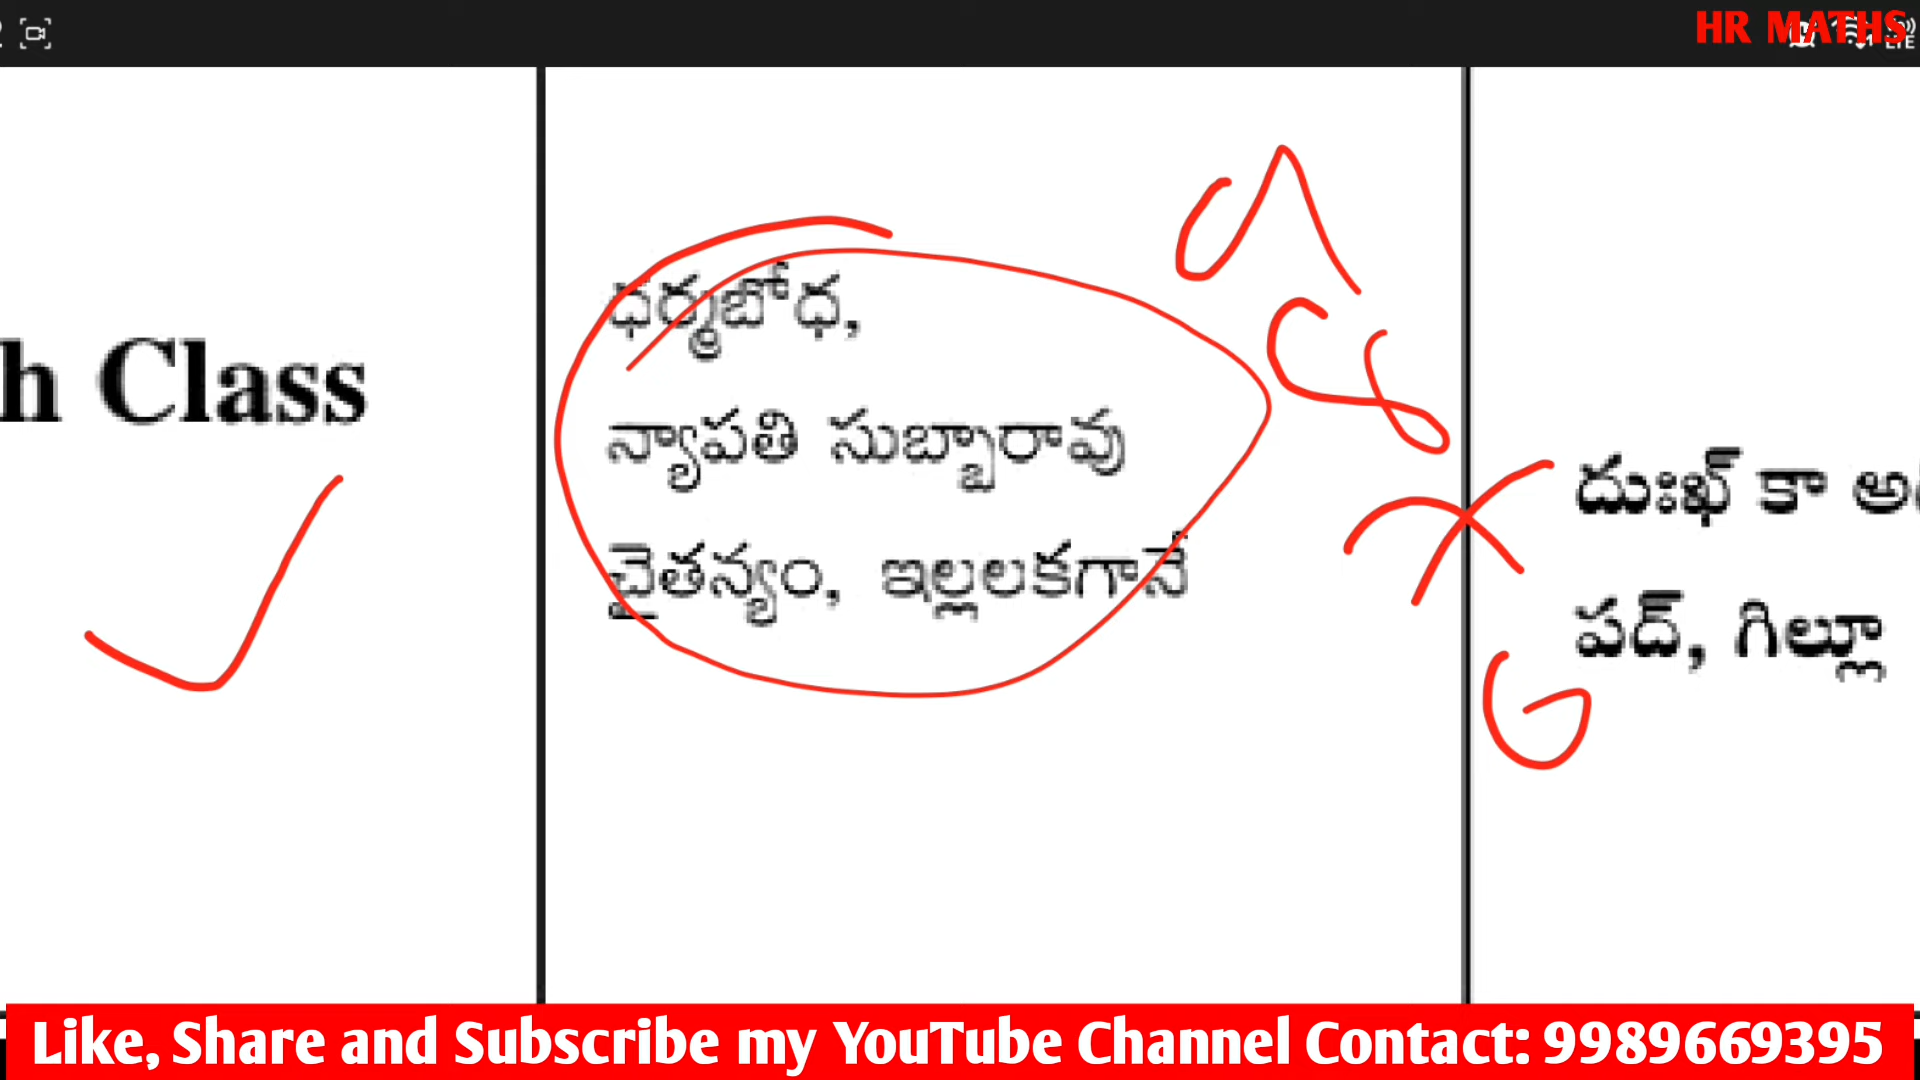 HR MATHS
h Class
ధర్మబోధ,
న్యాపతి సుబ్బారావు
చైతన్యం, ఇల్లలకగానే
దుఃఖ్ కా
పద్, గిల్లూ
Like, Share and Subscribe my YouTube Channel Contact: 9989669395